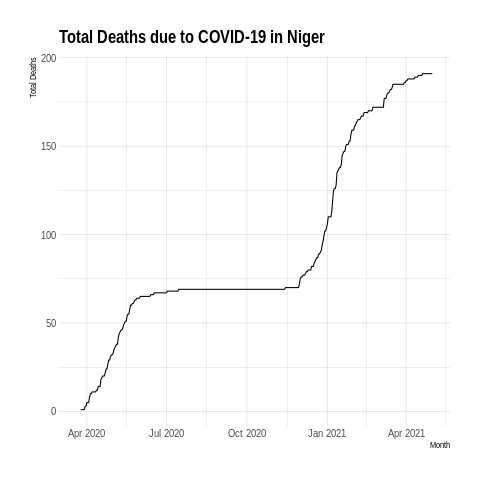 Total Deaths due to COVID-19 in Niger
Total Deaths
200
150
100
50
0
Apr 2020 Jul 2020 Oct 2020 Jan 2021 Apr 2021
Month